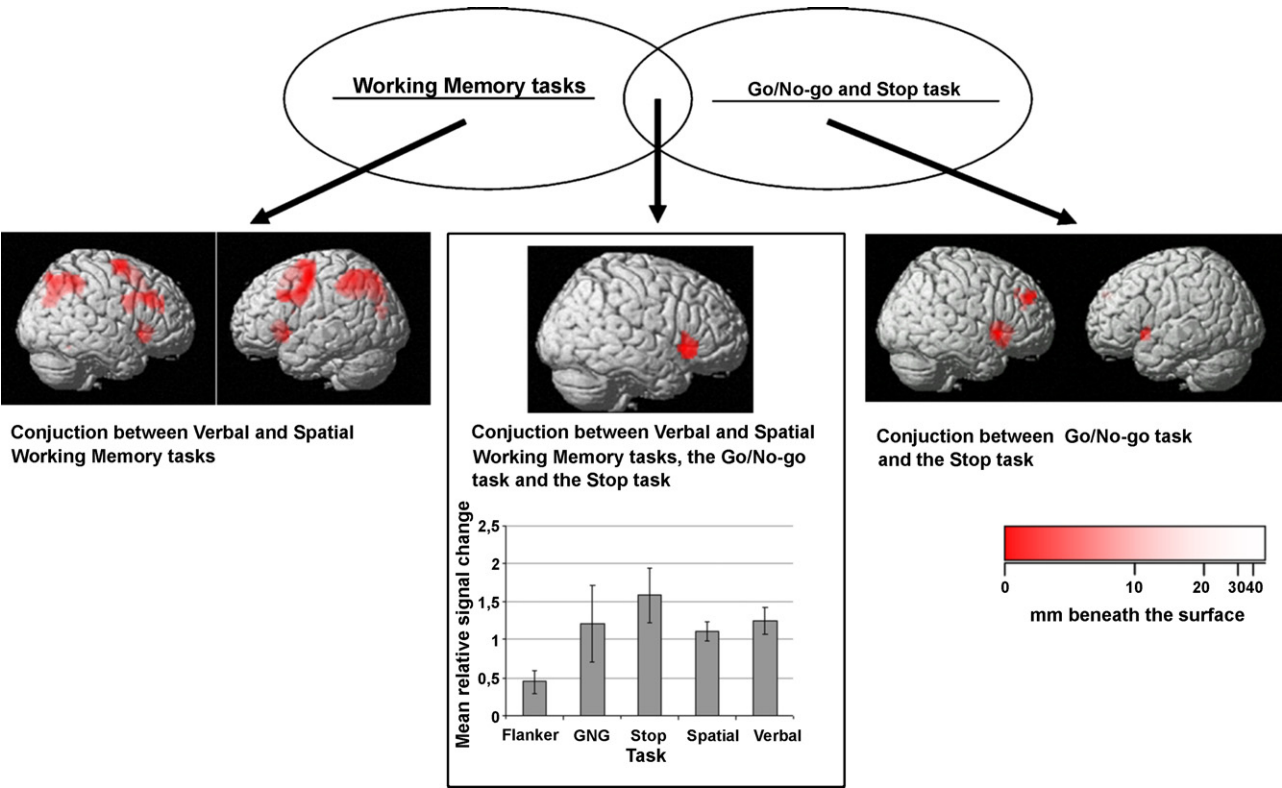 Working Memory tasks
Go/No-go and Stop task
Conjuction between Verbal and Spatial
Working Memory tasks
Conjuction between Verbal and Spatial
Working Memory tasks, the Go/No-go
task and the Stop task
Mean relative signal change
2,5
2
1,5
1
0,5
0
Flanker GNG Stop Spatial Verbal
Task
Conjuction between Go/No-go task
and the Stop task
0 10 20 30 40
mm beneath the surface